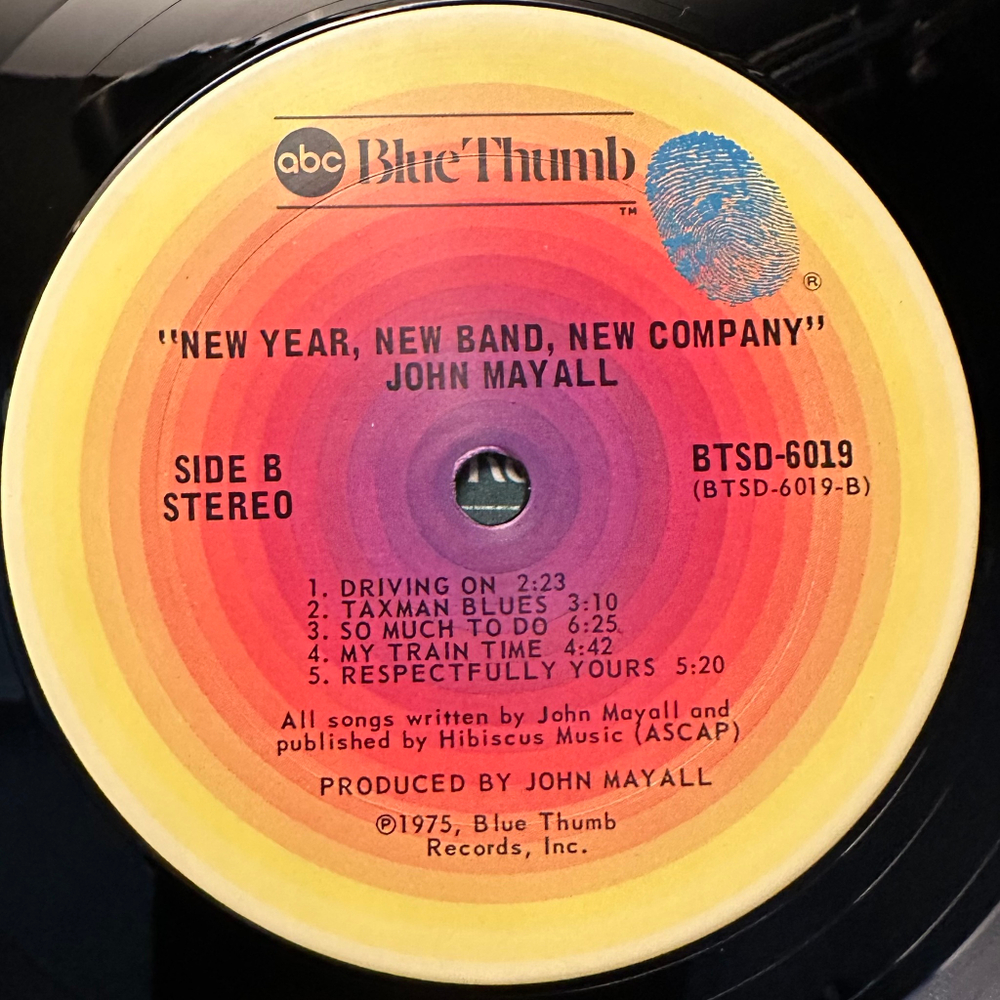 abc Blue Thumb
™
®
"NEW YEAR, NEW BAND, NEW COMPANY"
JOHN MAYALL
SIDE B
STEREO
BTSD-6019
(BTSD-6019-B)
1. DRIVING ON 2:23
2. TAXMAN BLUES 3:10
3. SO MUCH TO DO 6:25
4. MY TRAIN TIME 4:42
5. RESPECTFULLY YOURS 5:20
All songs written by John Mayall and
published by Hibiscus Music (ASCAP)
PRODUCED BY JOHN MAYALL
℗1975, Blue Thumb
Records, Inc.